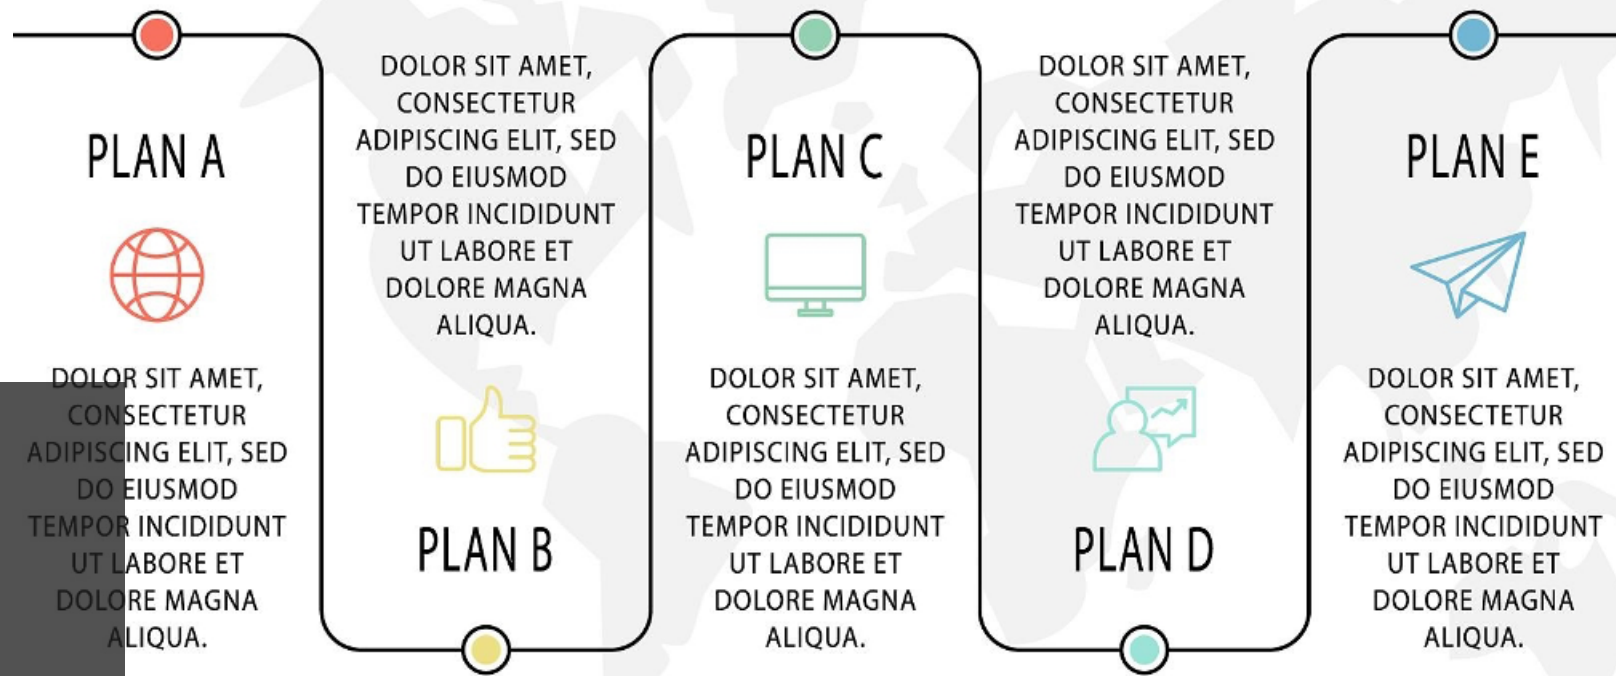 PLAN A
DOLOR SIT AMET,
CONSECTETUR
ADIPISCING ELIT, SED
DO EIUSMOD
TEMPOR INCIDIDUNT
UT LABORE ET
DOLORE MAGNA
ALIQUA.
DOLOR SIT AMET,
CONSECTETUR
ADIPISCING ELIT, SED
DO EIUSMOD
TEMPOR INCIDIDUNT
UT LABORE ET
DOLORE MAGNA
ALIQUA.
PLAN B
PLAN C
DOLOR SIT AMET,
CONSECTETUR
ADIPISCING ELIT, SED
DO EIUSMOD
TEMPOR INCIDIDUNT
UT LABORE ET
DOLORE MAGNA
ALIQUA.
DOLOR SIT AMET,
CONSECTETUR
ADIPISCING ELIT, SED
DO EIUSMOD
TEMPOR INCIDIDUNT
UT LABORE ET
DOLORE MAGNA
ALIQUA.
PLAN D
PLAN E
DOLOR SIT AMET,
CONSECTETUR
ADIPISCING ELIT, SED
DO EIUSMOD
TEMPOR INCIDIDUNT
UT LABORE ET
DOLORE MAGNA
ALIQUA.